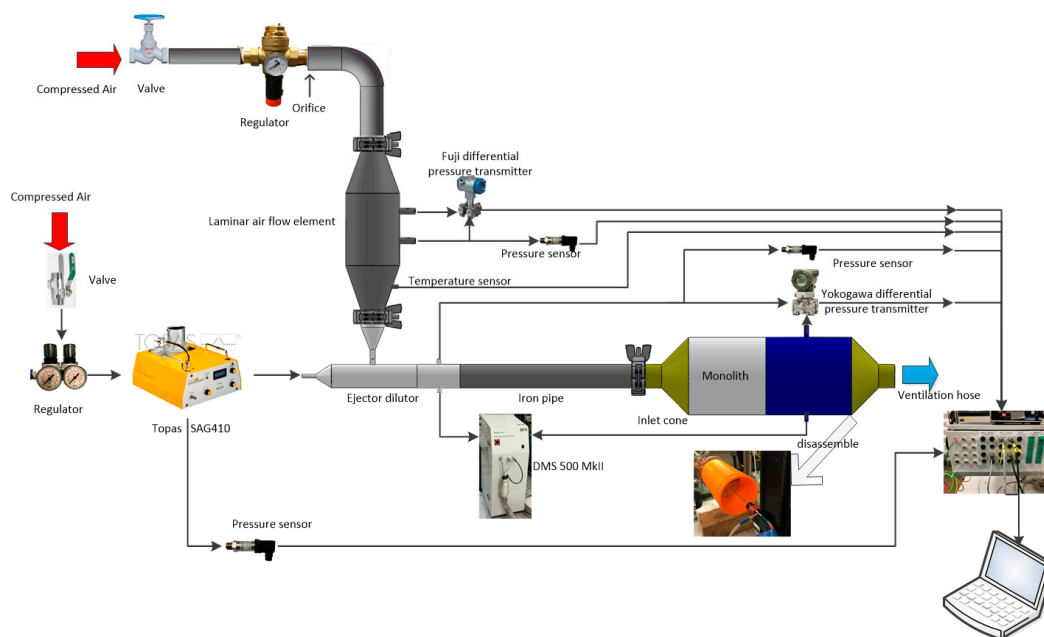 Compressed Air
Valve
Regulator
Orifice
Fuji differential
pressure transmitter
Compressed Air
Laminar air flow element
Pressure sensor
Pressure sensor
Valve
Temperature sensor
Yokogawa differential
pressure transmitter
TOPAS
Monolith
Regulator
Ejector dilutor
Iron pipe
Ventilation hose
Inlet cone
Topas SAG410
disassemble
DMS 500 MkII
Pressure sensor